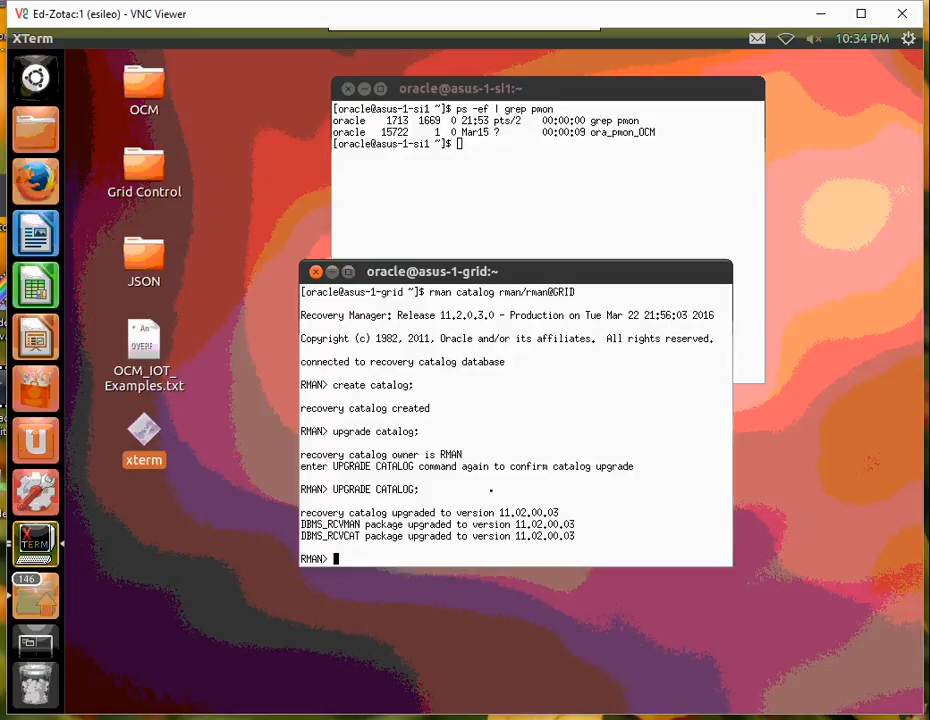 Ed-Zotac:1 (esileo) - VNC Viewer
XTerm
10:34 PM
OCM
Grid Control
JSON
OCM_IOT_
Examples.txt
xterm
146
oracle@asus-1-si1:~
[oracle@asus-1-si1 ~]$ ps -ef | grep pmon
oracle    1713  1669  0 21:53 pts/2    00:00:00 grep pmon
oracle   15722     1  0 Mar15 ?        00:00:09 ora_pmon_OCM
[oracle@asus-1-si1 ~]$
oracle@asus-1-grid:~
[oracle@asus-1-grid ~]$ rman catalog rman/rman@GRID
Recovery Manager: Release 11.2.0.3.0 - Production on Tue Mar 22 21:56:03 2016
Copyright (c) 1982, 2011, Oracle and/or its affiliates.  All rights reserved.
connected to recovery catalog database
RMAN> create catalog;
recovery catalog created
RMAN> upgrade catalog;
recovery catalog owner is RMAN
enter UPGRADE CATALOG command again to confirm catalog upgrade
RMAN> UPGRADE CATALOG;
recovery catalog upgraded to version 11.02.00.03
DBMS_RCVMAN package upgraded to version 11.02.00.03
DBMS_RCVCAT package upgraded to version 11.02.00.03
RMAN>